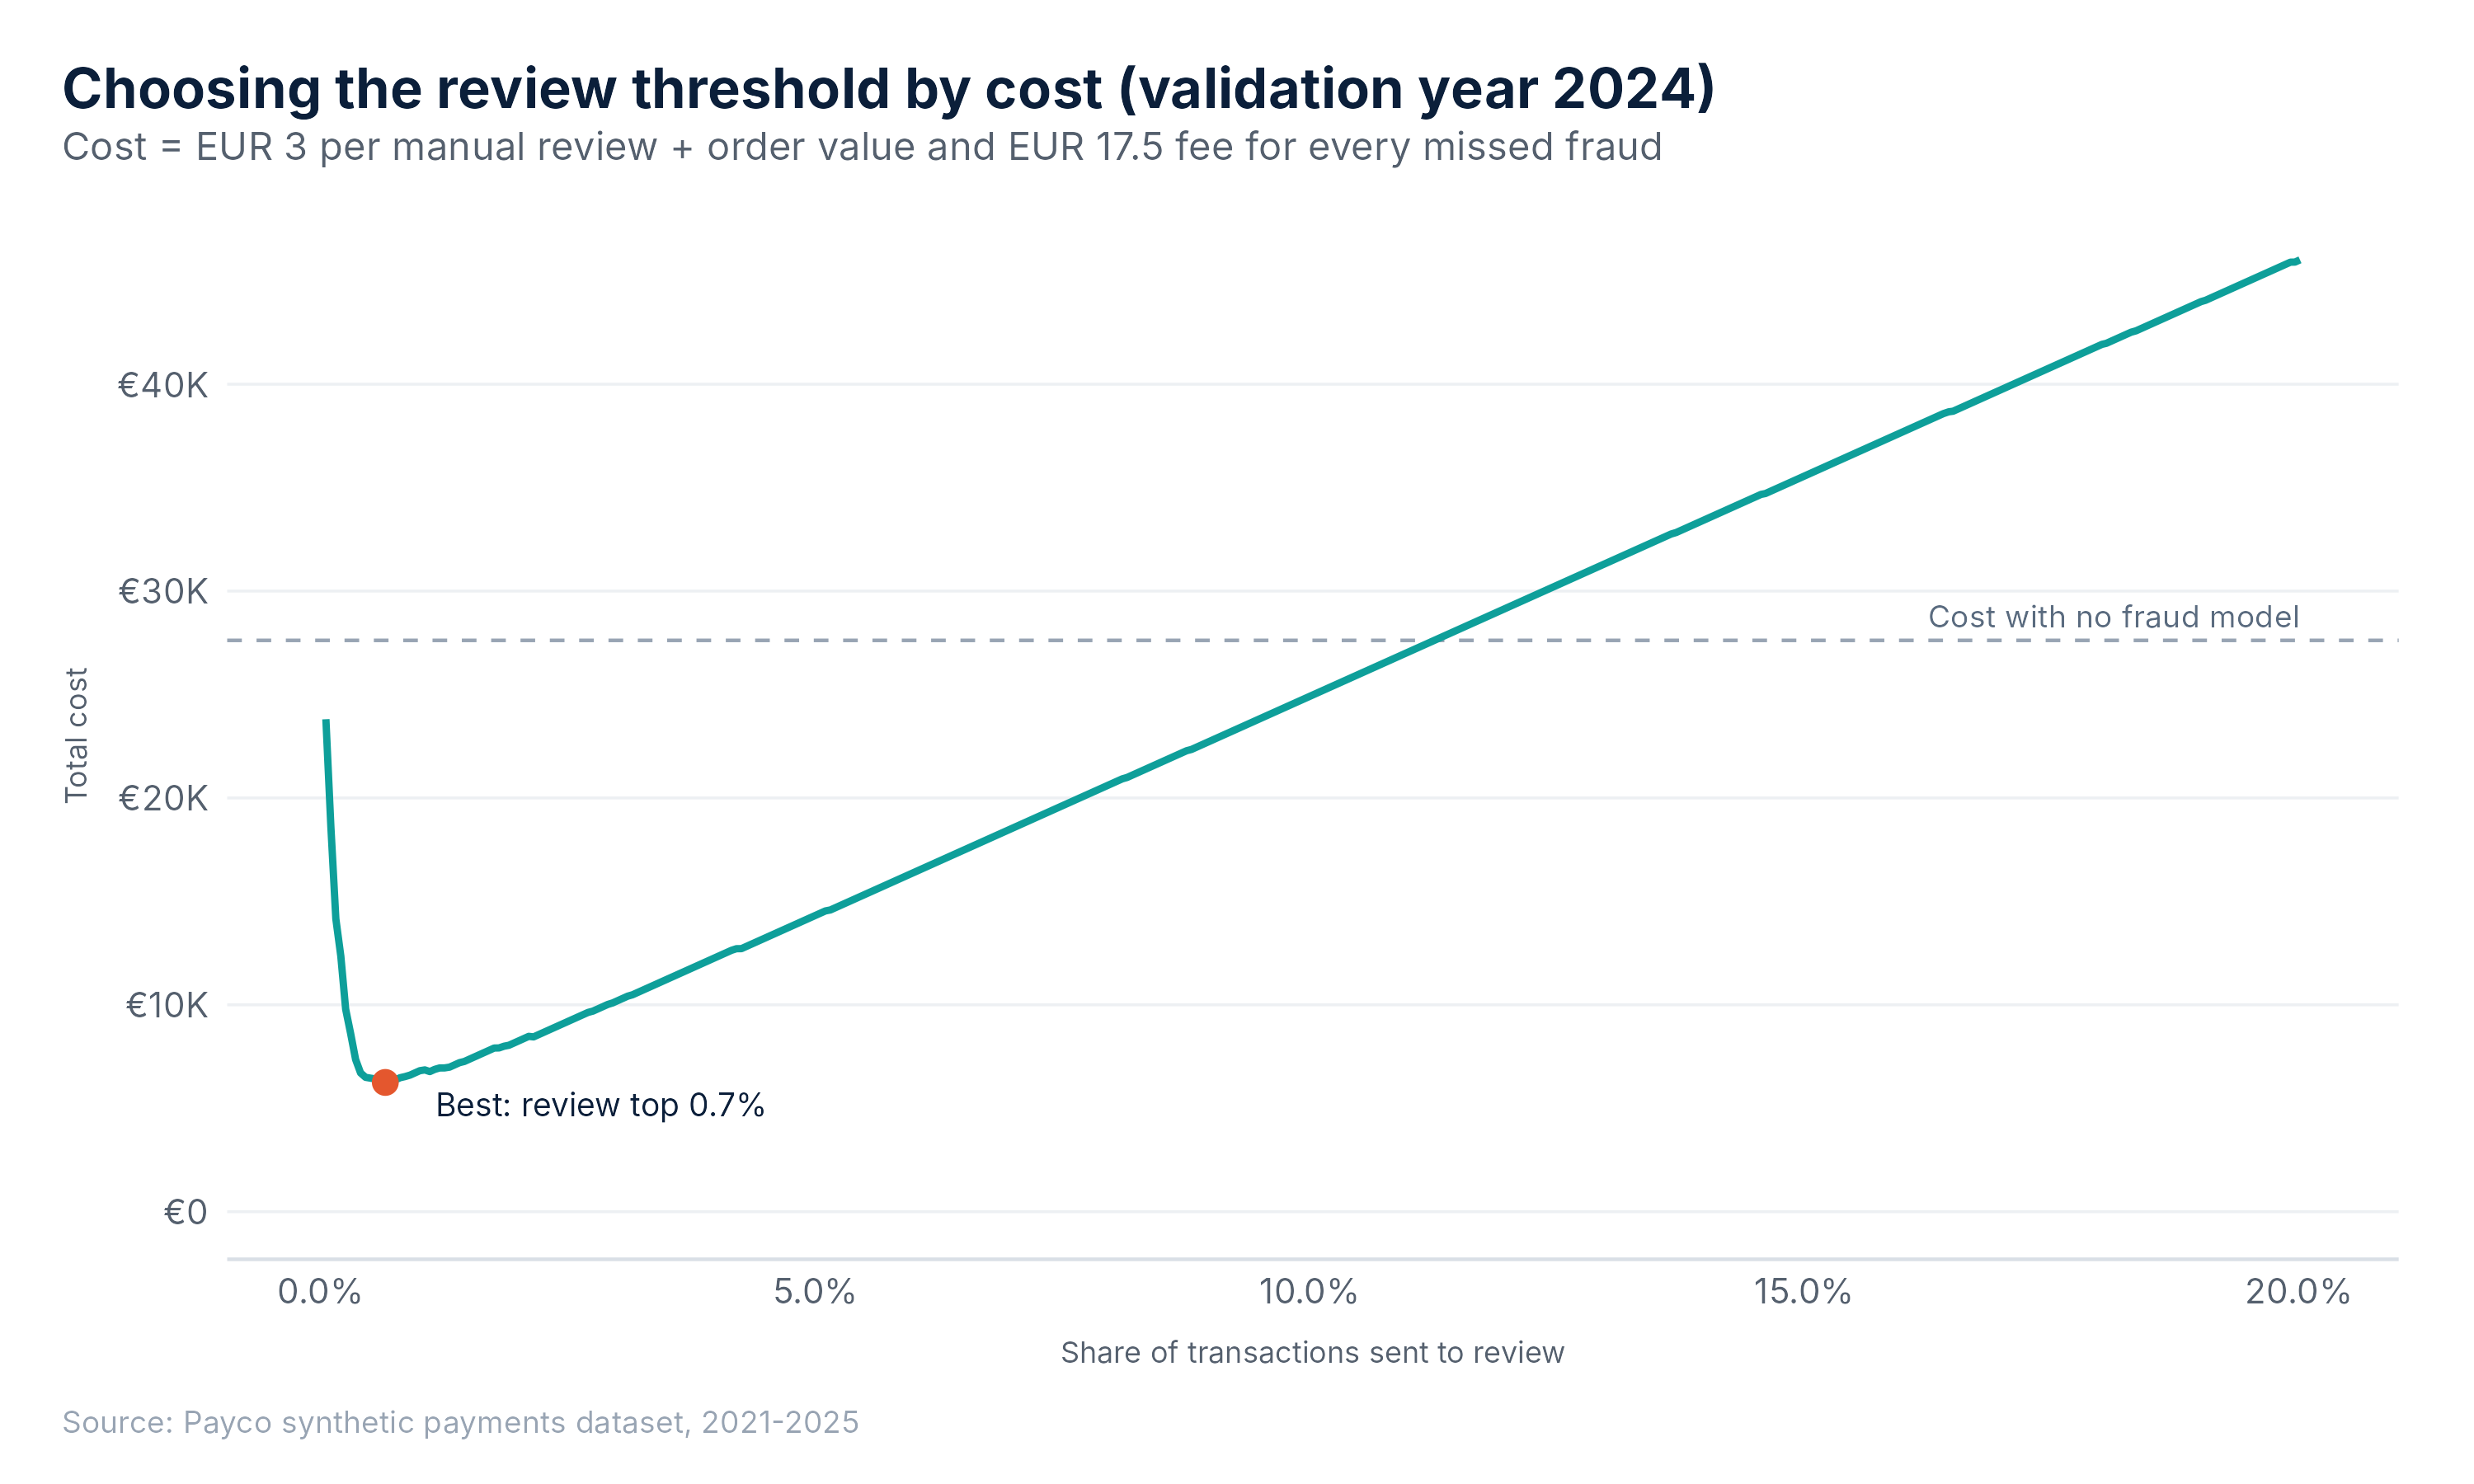 Choosing the review threshold by cost (validation year 2024)
Cost = EUR 3 per manual review + order value and EUR 17.5 fee for every missed fraud
€40K
€30K
Cost with no fraud model
Total cost
€20K
€10K
Best: review top 0.7%
€0
0.0%
5.0%
10.0%
15.0%
20.0%
Share of transactions sent to review
Source: Payco synthetic payments dataset, 2021-2025